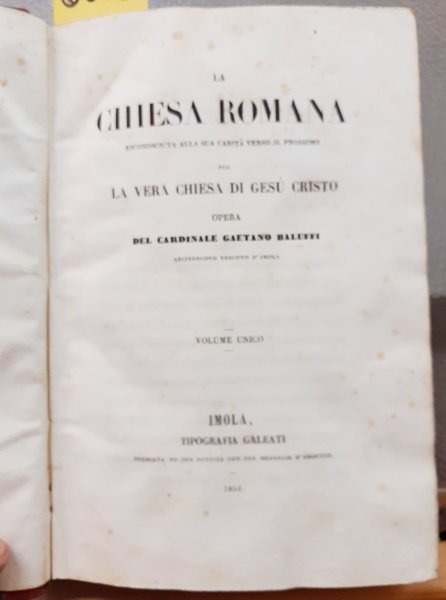 LA
CHIESA ROMANA
RICONOSCIUTA ALLA SUA CARITÀ VERSO IL PROSSIMO
PER
LA VERA CHIESA DI GESÚ CRISTO
OPERA
DEL CARDINALE GAETANO BALUFFI
ARCIVESCOVO VESCOVO D'IMOLA
VOLUME UNICO
IMOLA,
TIPOGRAFIA GALEATI